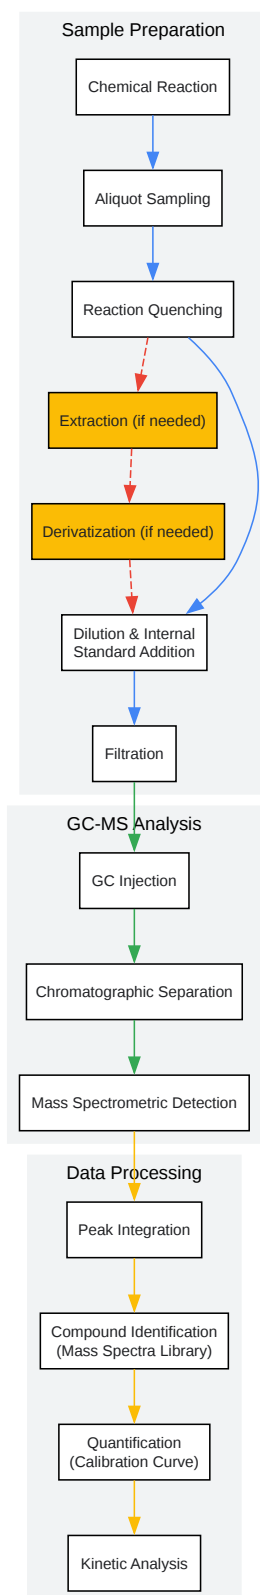 Sample Preparation
Chemical Reaction
Aliquot Sampling
Reaction Quenching
Extraction (if needed)
Derivatization (if needed)
Dilution & Internal
Standard Addition
Filtration
GC-MS Analysis
GC Injection
Chromatographic Separation
Mass Spectrometric Detection
Data Processing
Peak Integration
Compound Identification
(Mass Spectra Library)
Quantification
(Calibration Curve)
Kinetic Analysis